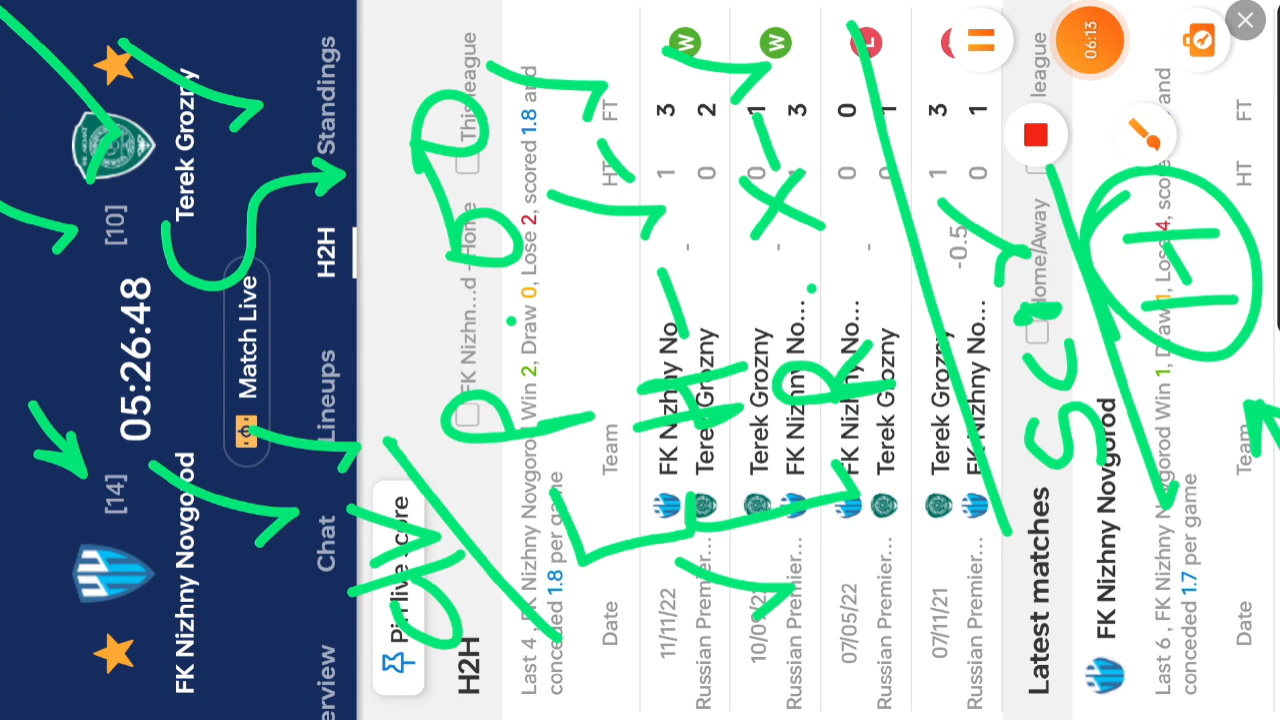 FK Nizhny Novgorod
[14]
05:26:48
[10]
Terek Grozny
Match Live
erview
Chat
Lineups
H2H
Standings
H2H
FK Nizhn...d - Home
This league
Last 4, FK Nizhny Novgorod Win 2, Draw 0, Lose 2, scored 1.8 and
conceded 1.8 per game
Date Team HT FT
11/11/22 FK Nizhny No... 1 3 W
Russian Premier... Terek Grozny - 0 2
Terek Grozny 0 1 W
Russian Premier... FK Nizhny No... - 3
07/05/22 FK Nizhny No... 0 0 L
Russian Premier... Terek Grozny - 0 1
07/11/21 Terek Grozny 1 3
Russian Premier... FK Nizhny No... -0.5 0 1
Latest matches
Home/Away
league
FK Nizhny Novgorod
Last 6, FK Nizhny Novgorod Win 1, Draw 1, Lose 4, scored and
conceded 1.7 per game
Date Team HT FT
06:13